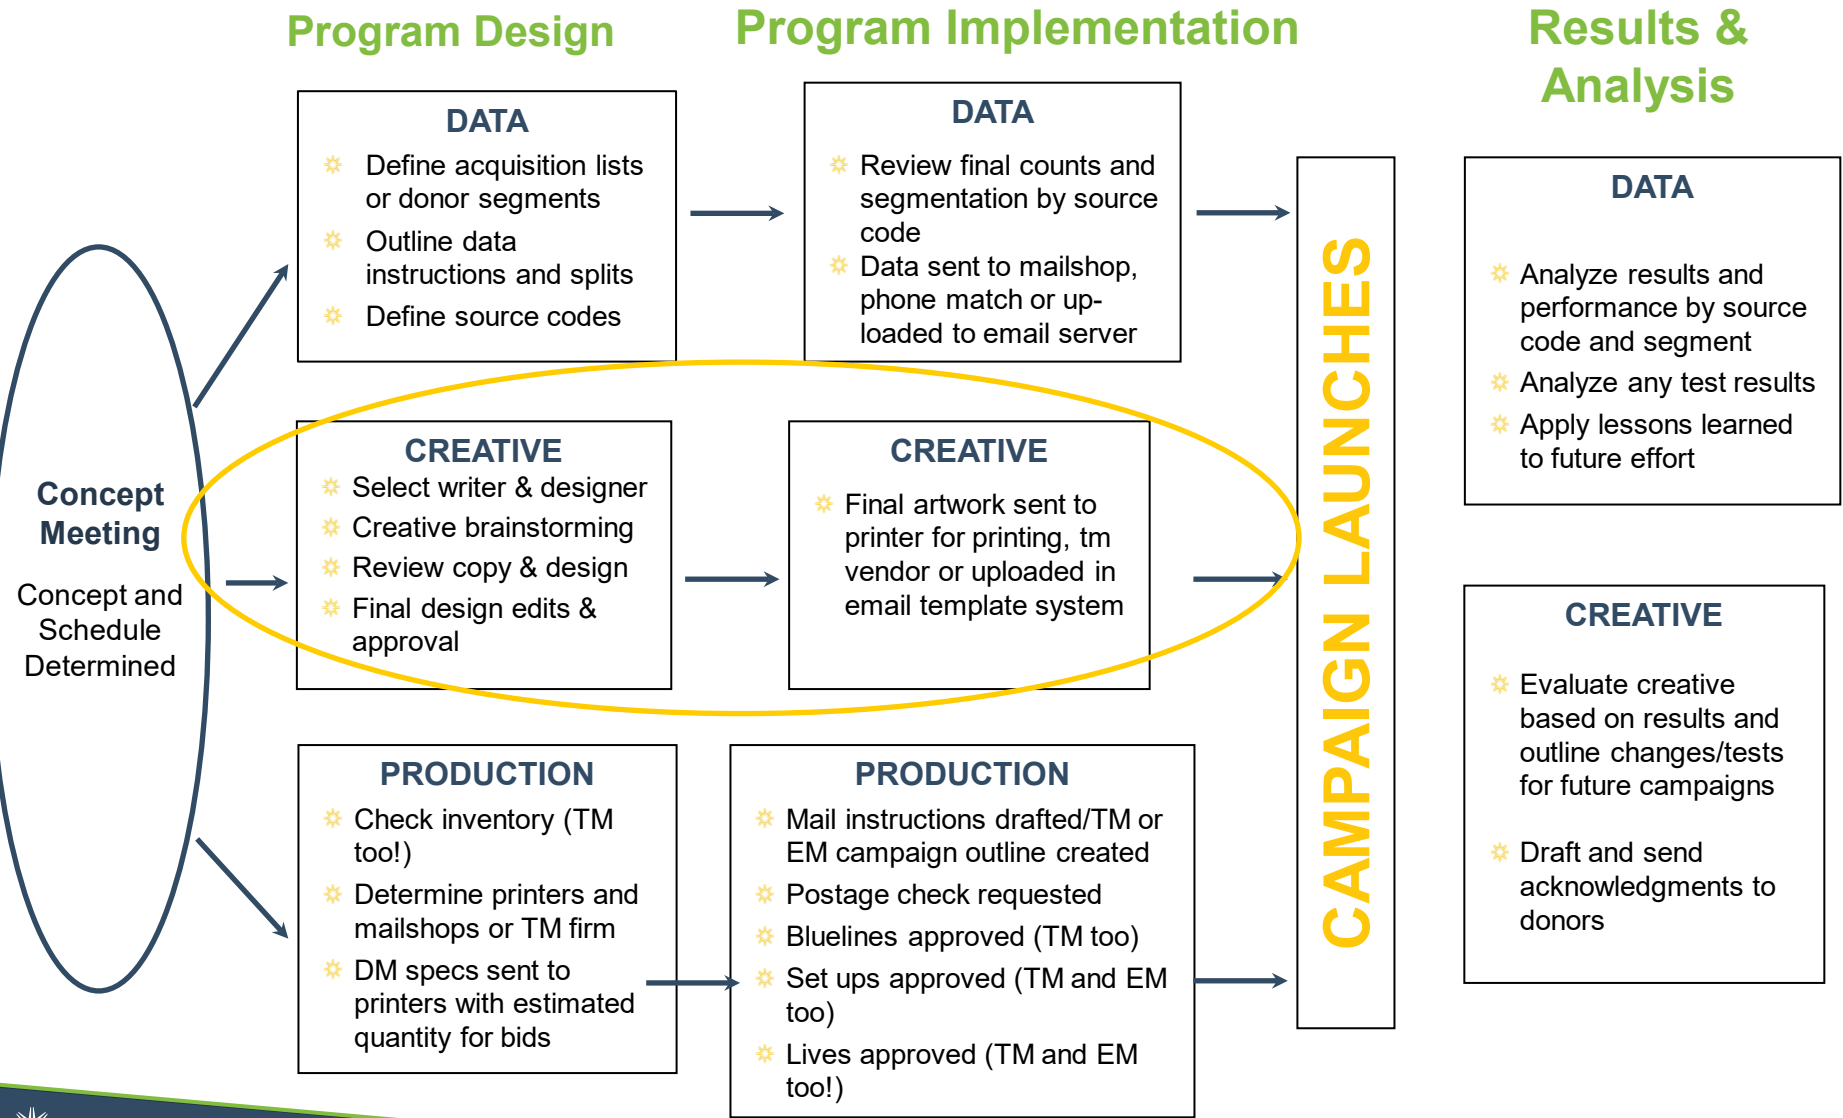 Program Design
Program Implementation
Results &
Analysis
Concept
Meeting
Concept and
Schedule
Determined
DATA
Define acquisition lists
or donor segments
Outline data
instructions and splits
Define source codes
DATA
Review final counts and
segmentation by source
code
Data sent to mailshop,
phone match or up-
loaded to email server
CREATIVE
Select writer & designer
Creative brainstorming
Review copy & design
Final design edits &
approval
CREATIVE
Final artwork sent to
printer for printing, tm
vendor or uploaded in
email template system
PRODUCTION
Check inventory (TM
too!)
Determine printers and
mailshops or TM firm
DM specs sent to
printers with estimated
quantity for bids
PRODUCTION
Mail instructions drafted/TM or
EM campaign outline created
Postage check requested
Bluelines approved (TM too)
Set ups approved (TM and EM
too)
Lives approved (TM and EM
too!)
CAMPAIGN LAUNCHES
DATA
Analyze results and
performance by source
code and segment
Analyze any test results
Apply lessons learned
to future effort
CREATIVE
Evaluate creative
based on results and
outline changes/tests
for future campaigns
Draft and send
acknowledgments to
donors